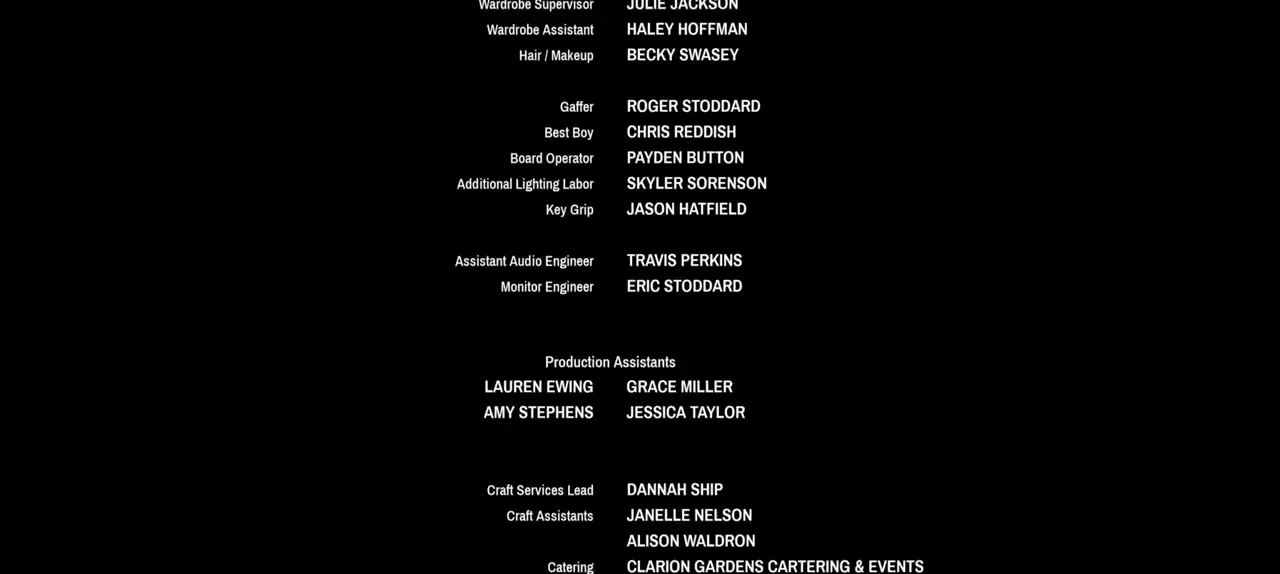 Wardrobe Supervisor JULIE JACKSON
Wardrobe Assistant HALEY HOFFMAN
Hair / Makeup BECKY SWASEY
Gaffer ROGER STODDARD
Best Boy CHRIS REDDISH
Board Operator PAYDEN BUTTON
Additional Lighting Labor SKYLER SORENSON
Key Grip JASON HATFIELD
Assistant Audio Engineer TRAVIS PERKINS
Monitor Engineer ERIC STODDARD
Production Assistants
LAUREN EWING GRACE MILLER
AMY STEPHENS JESSICA TAYLOR
Craft Services Lead DANNAH SHIP
Craft Assistants JANELLE NELSON
ALISON WALDRON
Catering CLARION GARDENS CARTERING & EVENTS